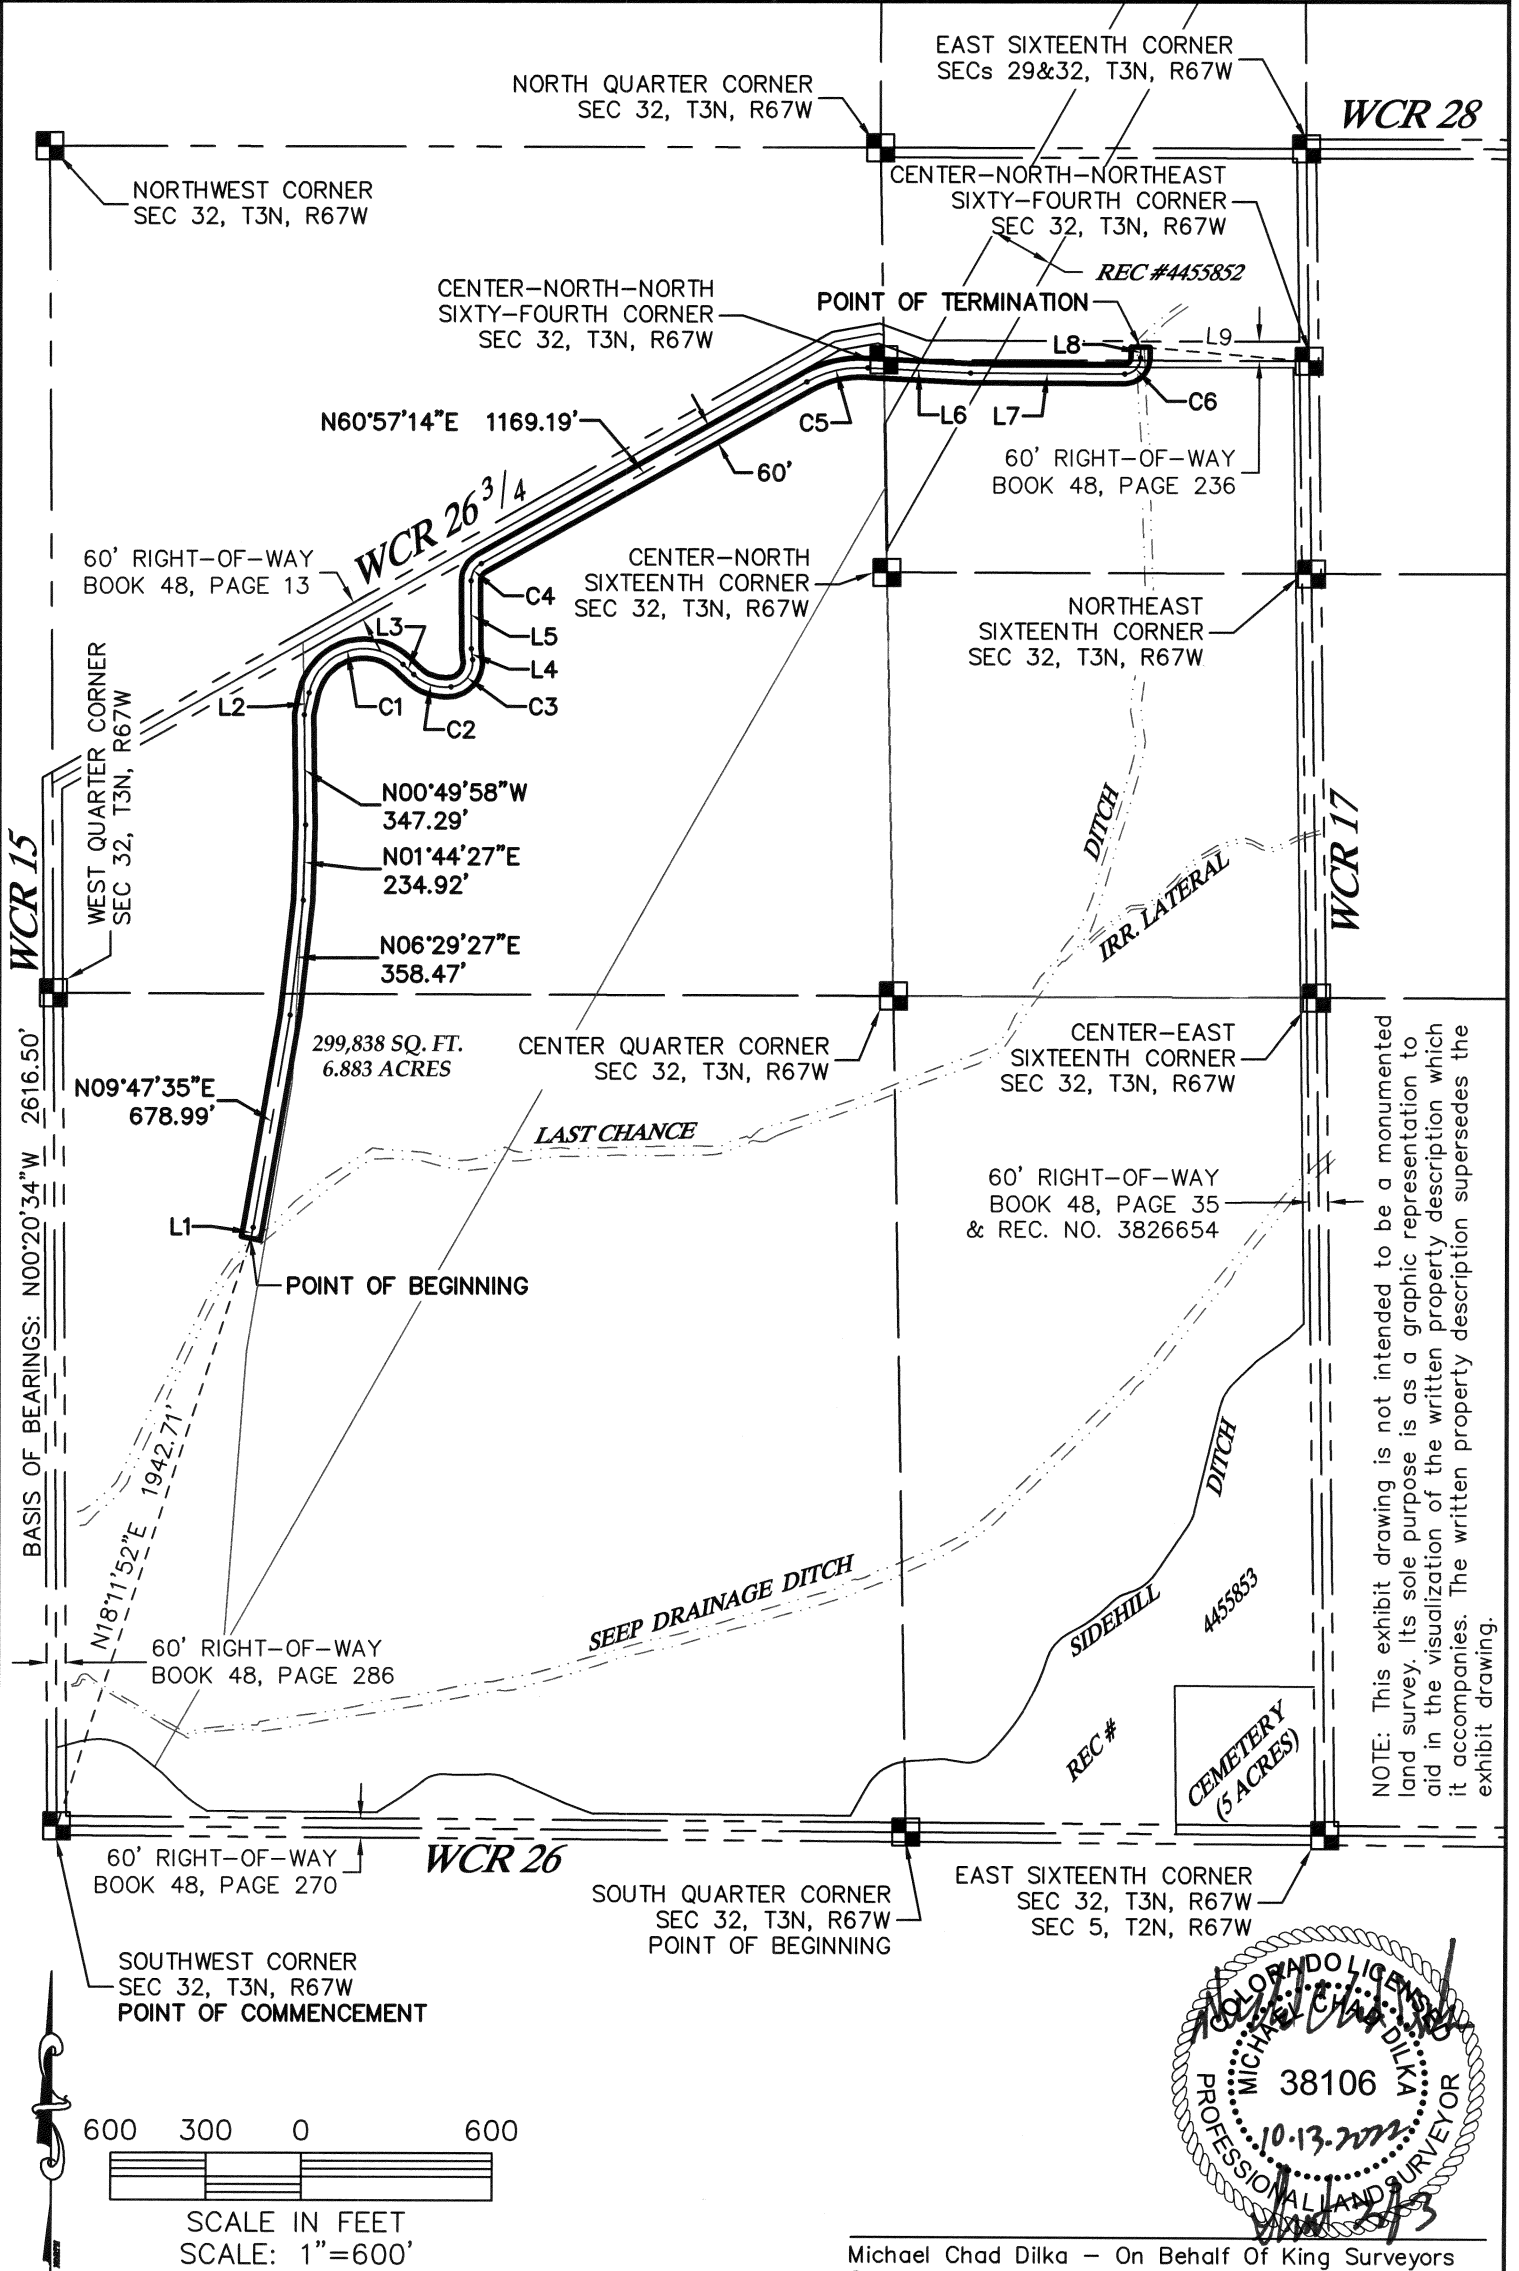 EAST SIXTEENTH CORNER
SECs 29&32, T3N, R67W
NORTH QUARTER CORNER
SEC 32, T3N, R67W
WCR 28
NORTHWEST CORNER
SEC 32, T3N, R67W
CENTER-NORTH-NORTHEAST
SIXTY-FOURTH CORNER
SEC 32, T3N, R67W
REC #4455852
CENTER-NORTH-NORTH
SIXTY-FOURTH CORNER
SEC 32, T3N, R67W
POINT OF TERMINATION
L8
L9
N60°57'14"E 1169.19'
C5
L6
L7
C6
60'
60' RIGHT-OF-WAY
BOOK 48, PAGE 236
WCR 26 3/4
60' RIGHT-OF-WAY
BOOK 48, PAGE 13
CENTER-NORTH
SIXTEENTH CORNER
SEC 32, T3N, R67W
C4
L3
L5
L4
NORTHEAST
SIXTEENTH CORNER
SEC 32, T3N, R67W
L2
C1
C2
C3
WEST QUARTER CORNER
SEC 32, T3N, R67W
N00°49'58"W
347.29'
N01°44'27"E
234.92'
N06°29'27"E
358.47'
WCR 15
DITCH
IRR. LATERAL
WCR 17
299,838 SQ. FT.
6.883 ACRES
CENTER QUARTER CORNER
SEC 32, T3N, R67W
CENTER-EAST
SIXTEENTH CORNER
SEC 32, T3N, R67W
N09°47'35"E
678.99'
LAST CHANCE
60' RIGHT-OF-WAY
BOOK 48, PAGE 35
& REC. NO. 3826654
L1
POINT OF BEGINNING
BASIS OF BEARINGS: N00°20'34"W 2616.50'
N18°11'52"E 1942.71'
SEEP DRAINAGE DITCH
SIDEHILL
DITCH
REC #
4455853
60' RIGHT-OF-WAY
BOOK 48, PAGE 286
CEMETERY
(5 ACRES)
NOTE: This exhibit drawing is not intended to be a monumented
land survey. Its sole purpose is as a graphic representation to
aid in the visualization of the written property description which
it accompanies. The written property description supersedes the
exhibit drawing.
60' RIGHT-OF-WAY
BOOK 48, PAGE 270
WCR 26
SOUTH QUARTER CORNER
SEC 32, T3N, R67W
POINT OF BEGINNING
EAST SIXTEENTH CORNER
SEC 32, T3N, R67W
SEC 5, T2N, R67W
SOUTHWEST CORNER
SEC 32, T3N, R67W
POINT OF COMMENCEMENT
COLORADO LICENSED
MICHAEL CHAD DILKA
38106
10.13.2022
PROFESSIONAL LAND SURVEYOR
NORTH
600 300 0 600
SCALE IN FEET
SCALE: 1"=600'
Michael Chad Dilka - On Behalf Of King Surveyors